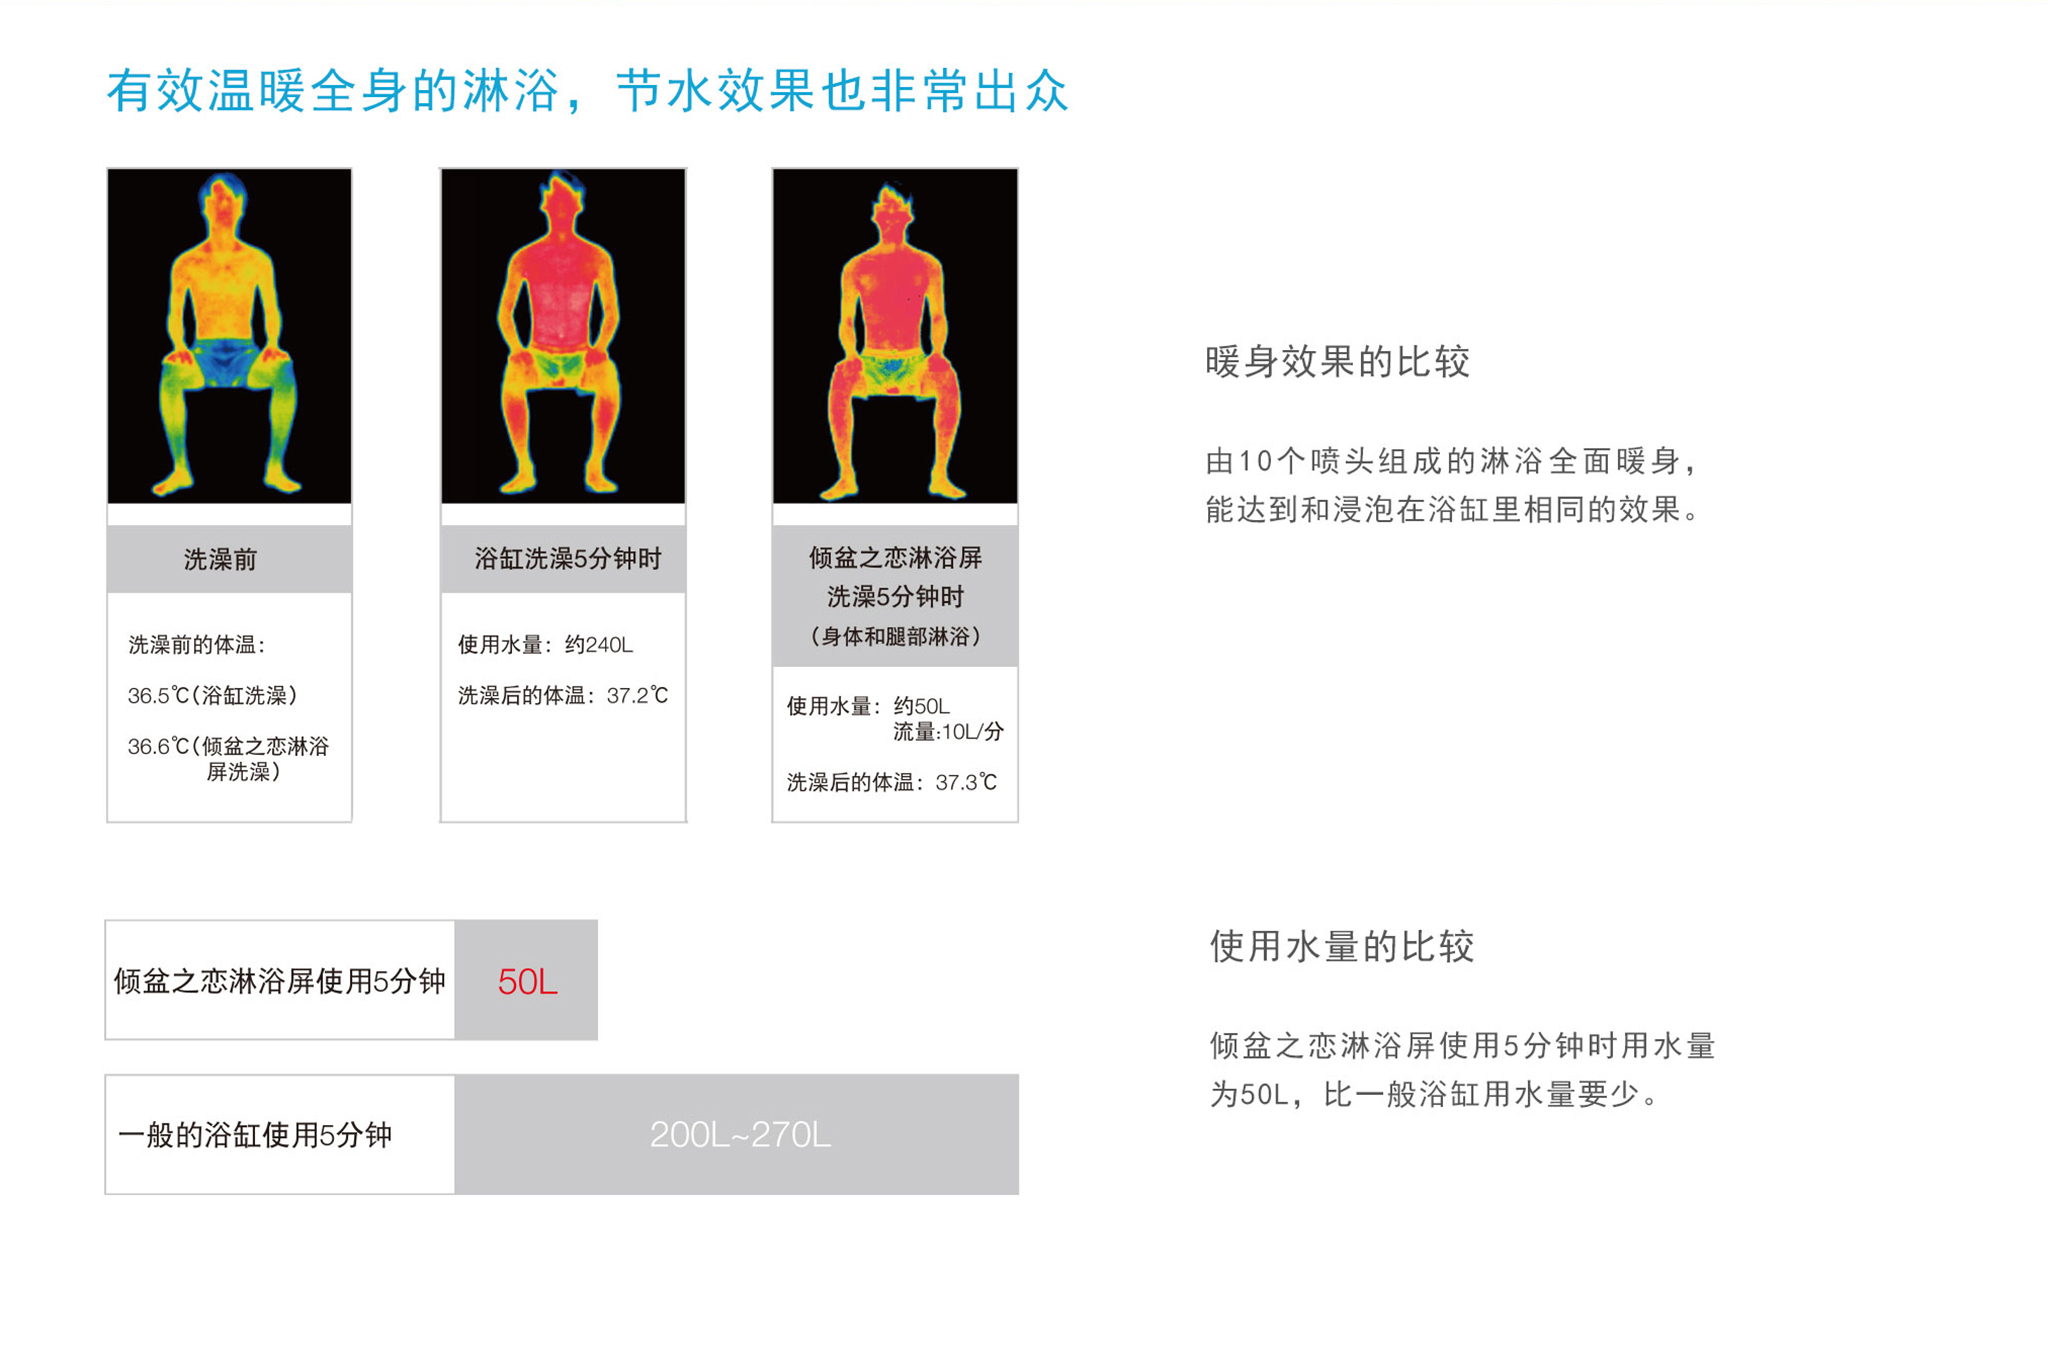 有效温暖全身的淋浴，节水效果也非常出众
洗澡前
洗澡前的体温：
36.5℃（浴缸洗澡）
36.6℃（倾盆之恋淋浴
屏洗澡）
浴缸洗澡5分钟时
使用水量：约240L
洗澡后的体温：37.2℃
倾盆之恋淋浴屏
洗澡5分钟时
（身体和腿部淋浴）
使用水量：约50L
流量:10L/分
洗澡后的体温：37.3℃
暖身效果的比较
由10个喷头组成的淋浴全面暖身，
能达到和浸泡在浴缸里相同的效果。
倾盆之恋淋浴屏使用5分钟 50L
一般的浴缸使用5分钟 200L~270L
使用水量的比较
倾盆之恋淋浴屏使用5分钟时用水量
为50L，比一般浴缸用水量要少。